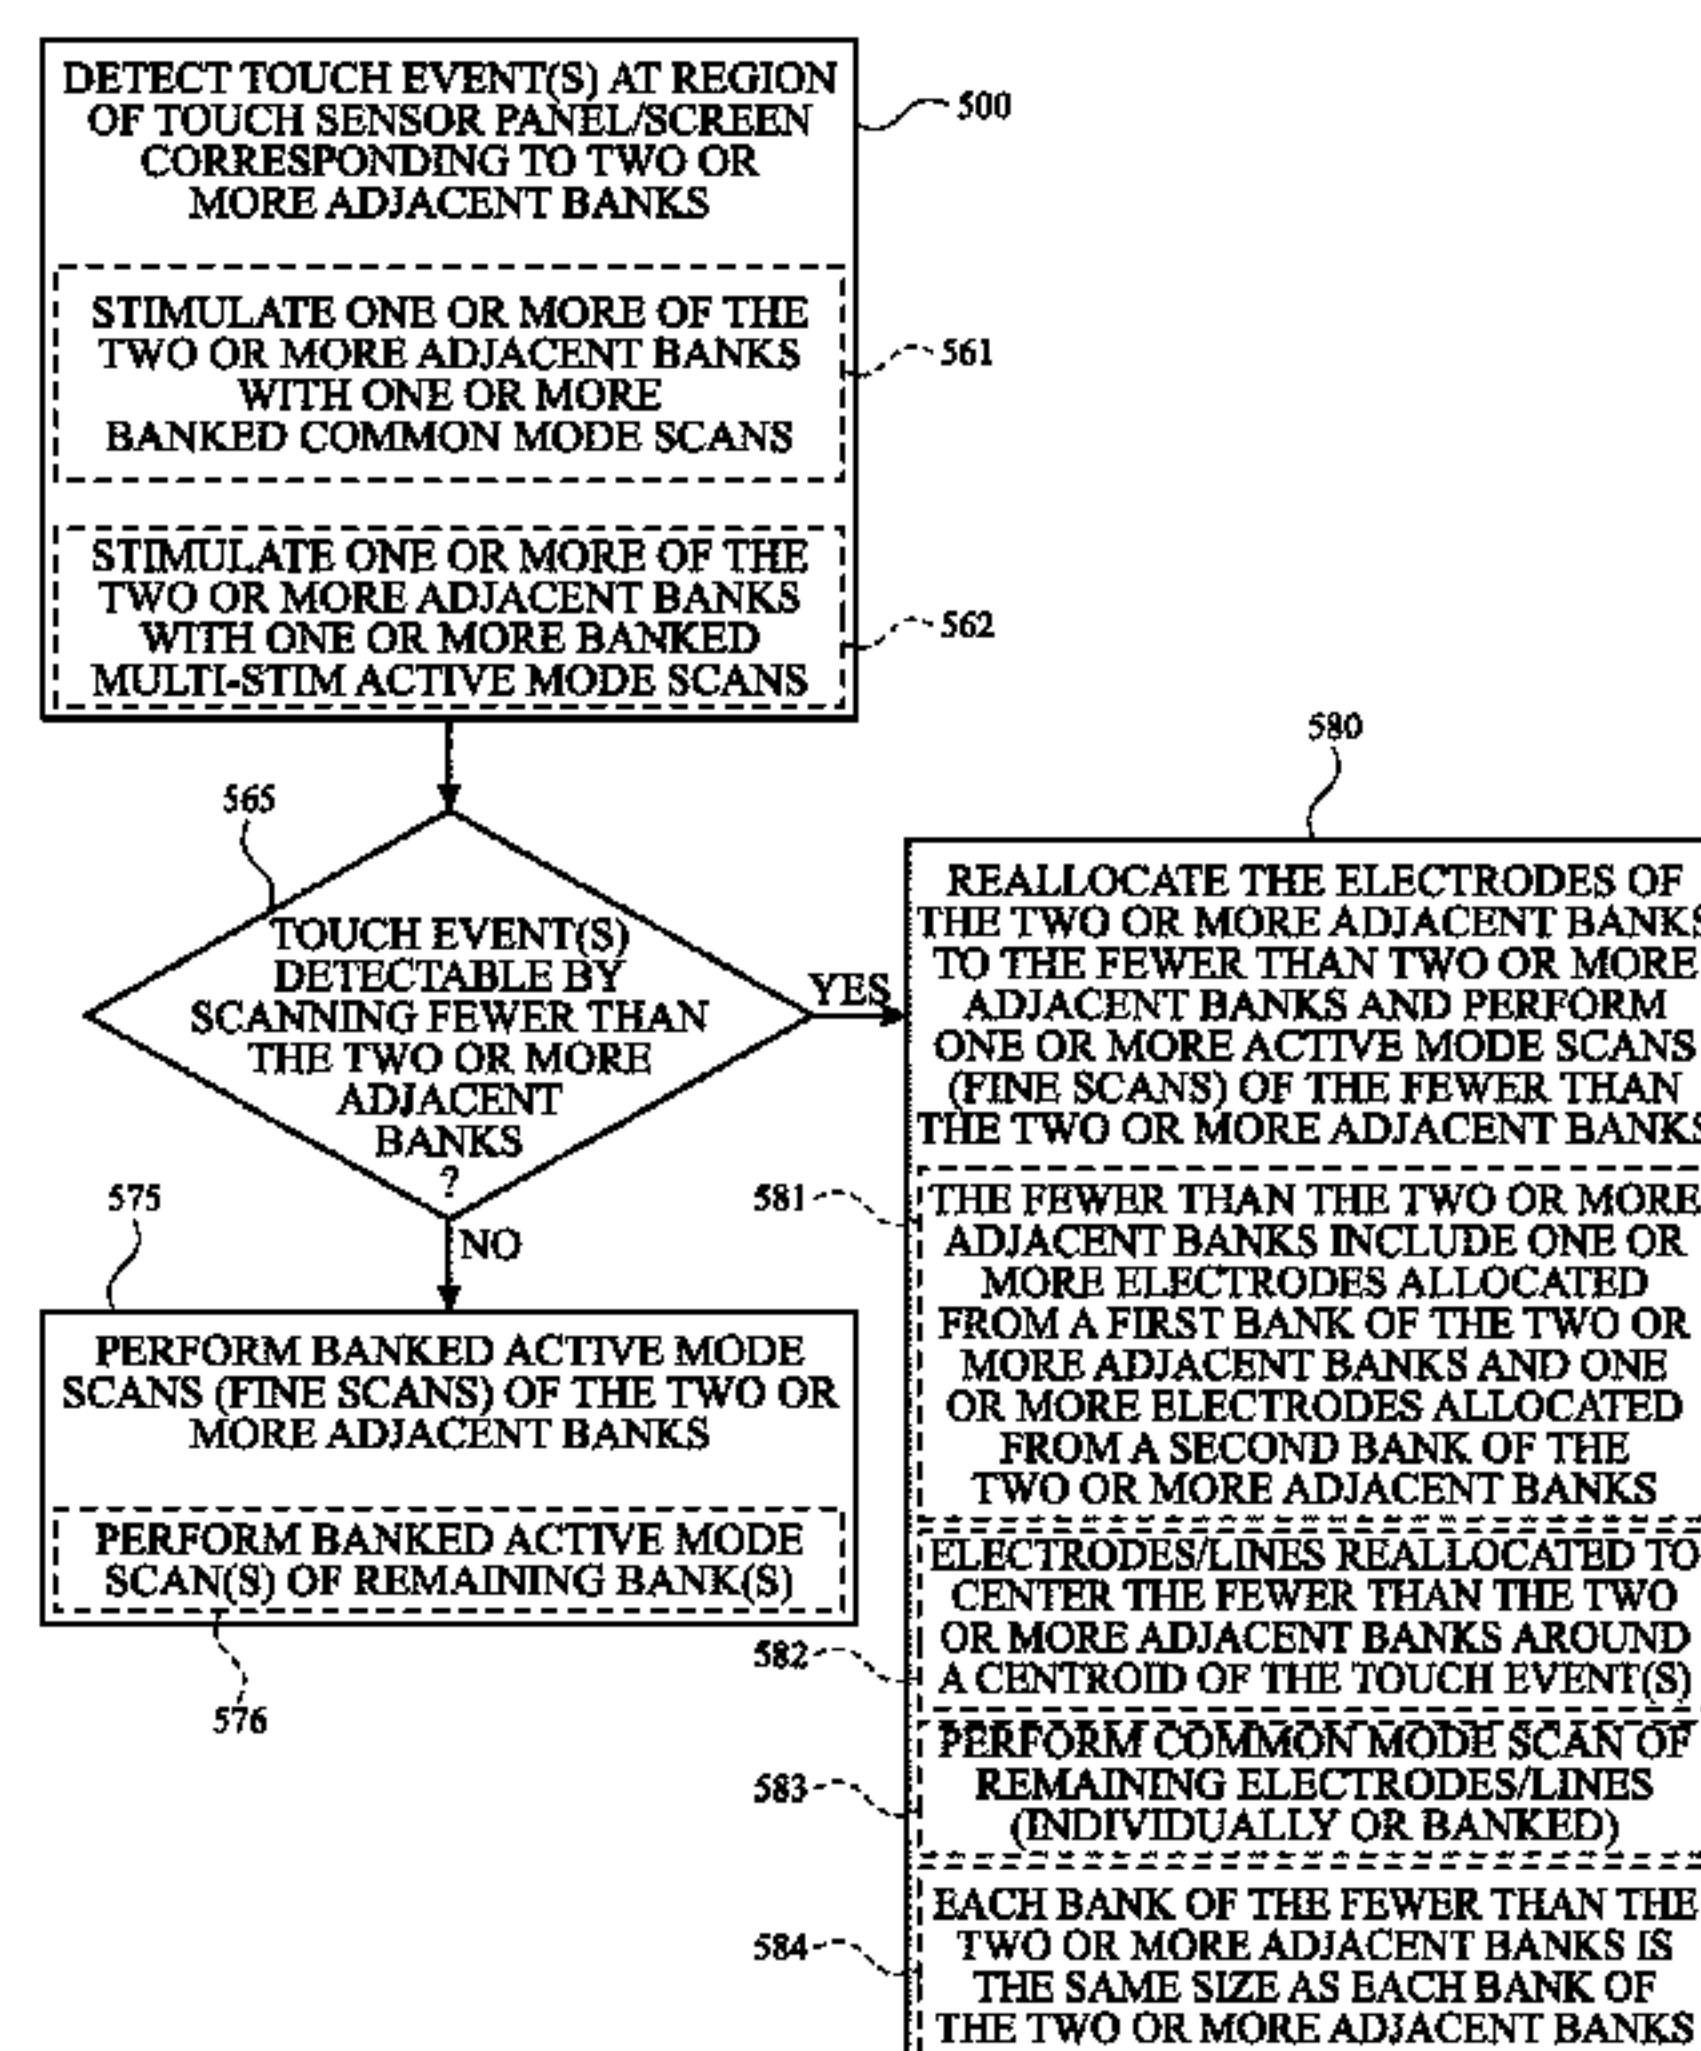 DETECT TOUCH EVENT(S) AT REGION
OF TOUCH SENSOR PANEL/SCREEN
CORRESPONDING TO TWO OR
MORE ADJACENT BANKS
500
STIMULATE ONE OR MORE OF THE
TWO OR MORE ADJACENT BANKS
WITH ONE OR MORE
BANKED COMMON MODE SCANS
561
STIMULATE ONE OR MORE OF THE
TWO OR MORE ADJACENT BANKS
WITH ONE OR MORE BANKED
MULTI-STIM ACTIVE MODE SCANS
562
565
TOUCH EVENT(S)
DETECTABLE BY
SCANNING FEWER THAN
THE TWO OR MORE
ADJACENT
BANKS
?
YES
NO
575
PERFORM BANKED ACTIVE MODE
SCANS (FINE SCANS) OF THE TWO OR
MORE ADJACENT BANKS
PERFORM BANKED ACTIVE MODE
SCAN(S) OF REMAINING BANK(S)
576
580
REALLOCATE THE ELECTRODES OF
THE TWO OR MORE ADJACENT BANKS
TO THE FEWER THAN TWO OR MORE
ADJACENT BANKS AND PERFORM
ONE OR MORE ACTIVE MODE SCANS
(FINE SCANS) OF THE FEWER THAN
THE TWO OR MORE ADJACENT BANKS
581
THE FEWER THAN THE TWO OR MORE
ADJACENT BANKS INCLUDE ONE OR
MORE ELECTRODES ALLOCATED
FROM A FIRST BANK OF THE TWO OR
MORE ADJACENT BANKS AND ONE
OR MORE ELECTRODES ALLOCATED
FROM A SECOND BANK OF THE
TWO OR MORE ADJACENT BANKS
ELECTRODES/LINES REALLOCATED TO
CENTER THE FEWER THAN THE TWO
OR MORE ADJACENT BANKS AROUND
A CENTROID OF THE TOUCH EVENT(S)
582
PERFORM COMMON MODE SCAN OF
REMAINING ELECTRODES/LINES
(INDIVIDUALLY OR BANKED)
583
EACH BANK OF THE FEWER THAN THE
TWO OR MORE ADJACENT BANKS IS
THE SAME SIZE AS EACH BANK OF
THE TWO OR MORE ADJACENT BANKS
584